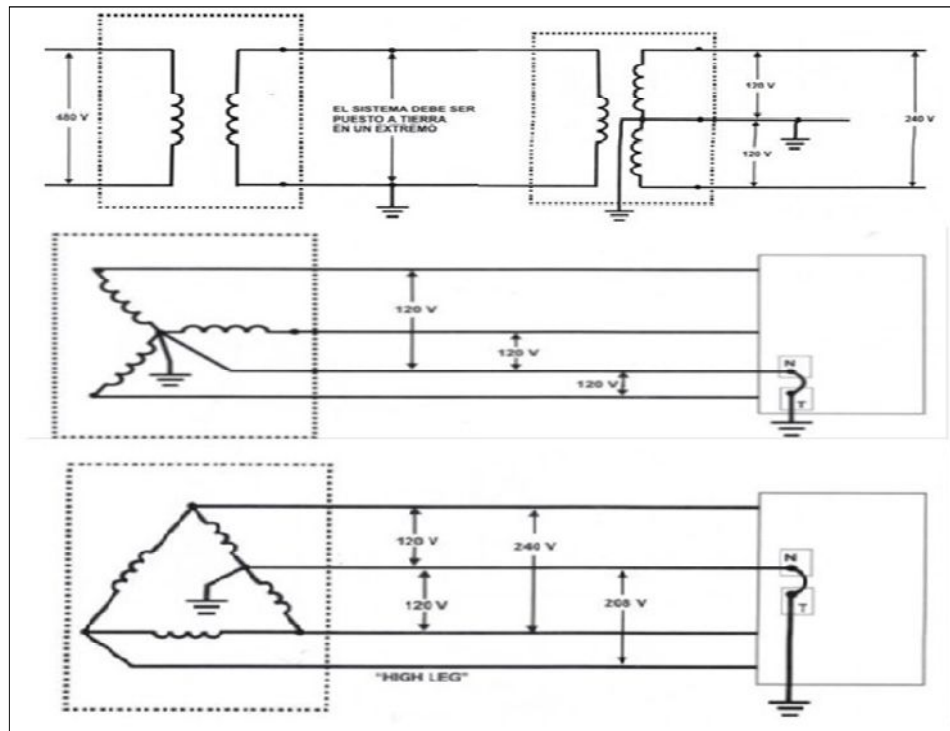 480 V
EL SISTEMA DEBE SER
PUESTO A TIERRA
EN UN EXTREMO
120 V
240 V
120 V
120 V
120 V
120 V
N
T
120 V
240 V
N
120 V
208 V
T
"HIGH LEG"